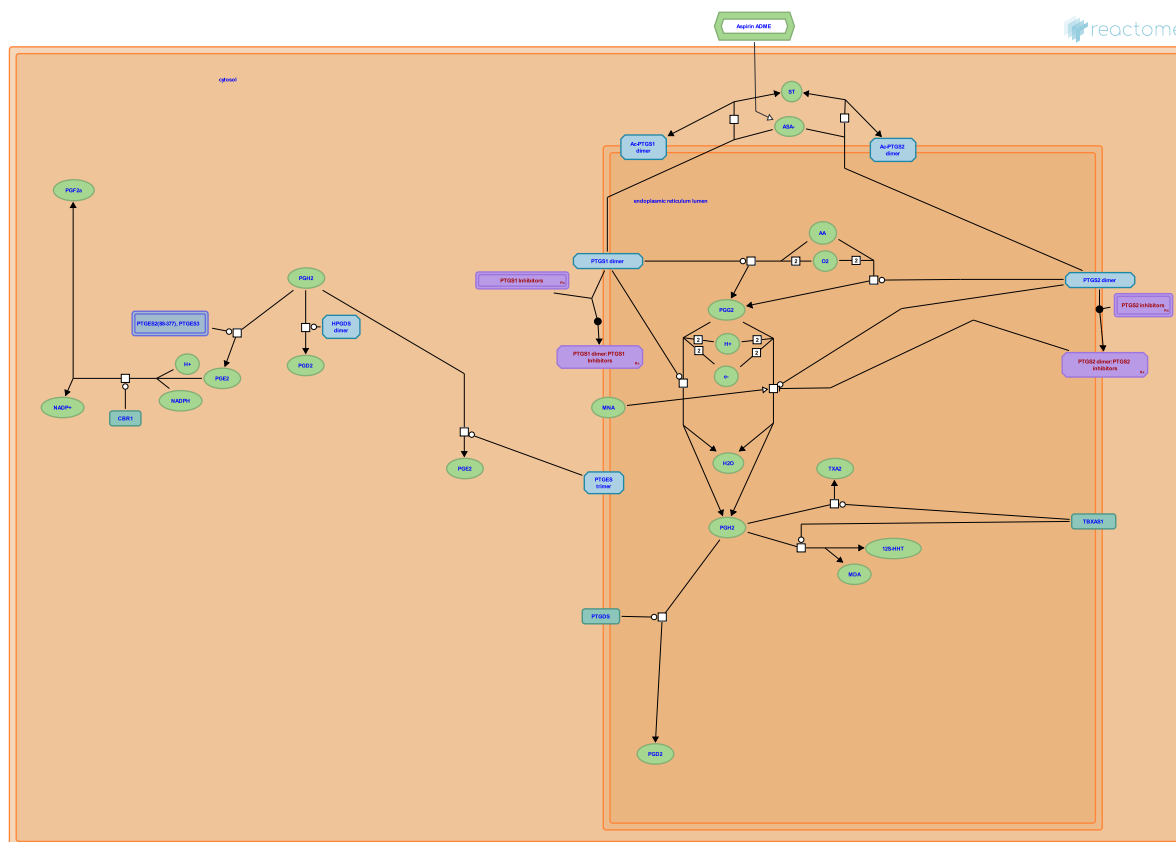 Aspirin ADME
reactome
cytosol
ST
ASA-
Ac-PTGS1
dimer
Ac-PTGS2
dimer
PGF2a
endoplasmic reticulum lumen
AA
PTGS1 dimer
2
O2
2
PGH2
PTGS1 Inhibitors
PTGS2 dimer
PTGS2 inhibitors
PGG2
PTGES2(88-377), PTGES3
HPGDS
dimer
2
H+
2
2
2
PTGS1 dimer:PTGS1
Inhibitors
PTGS2 dimer:PTGS2
inhibitors
H+
PGD2
PGE2
e-
NADPH
NADP+
MNA
CBR1
H2O
PGE2
TXA2
PTGES
trimer
PGH2
TBXAS1
12S-HHT
MDA
PTGDS
PGD2